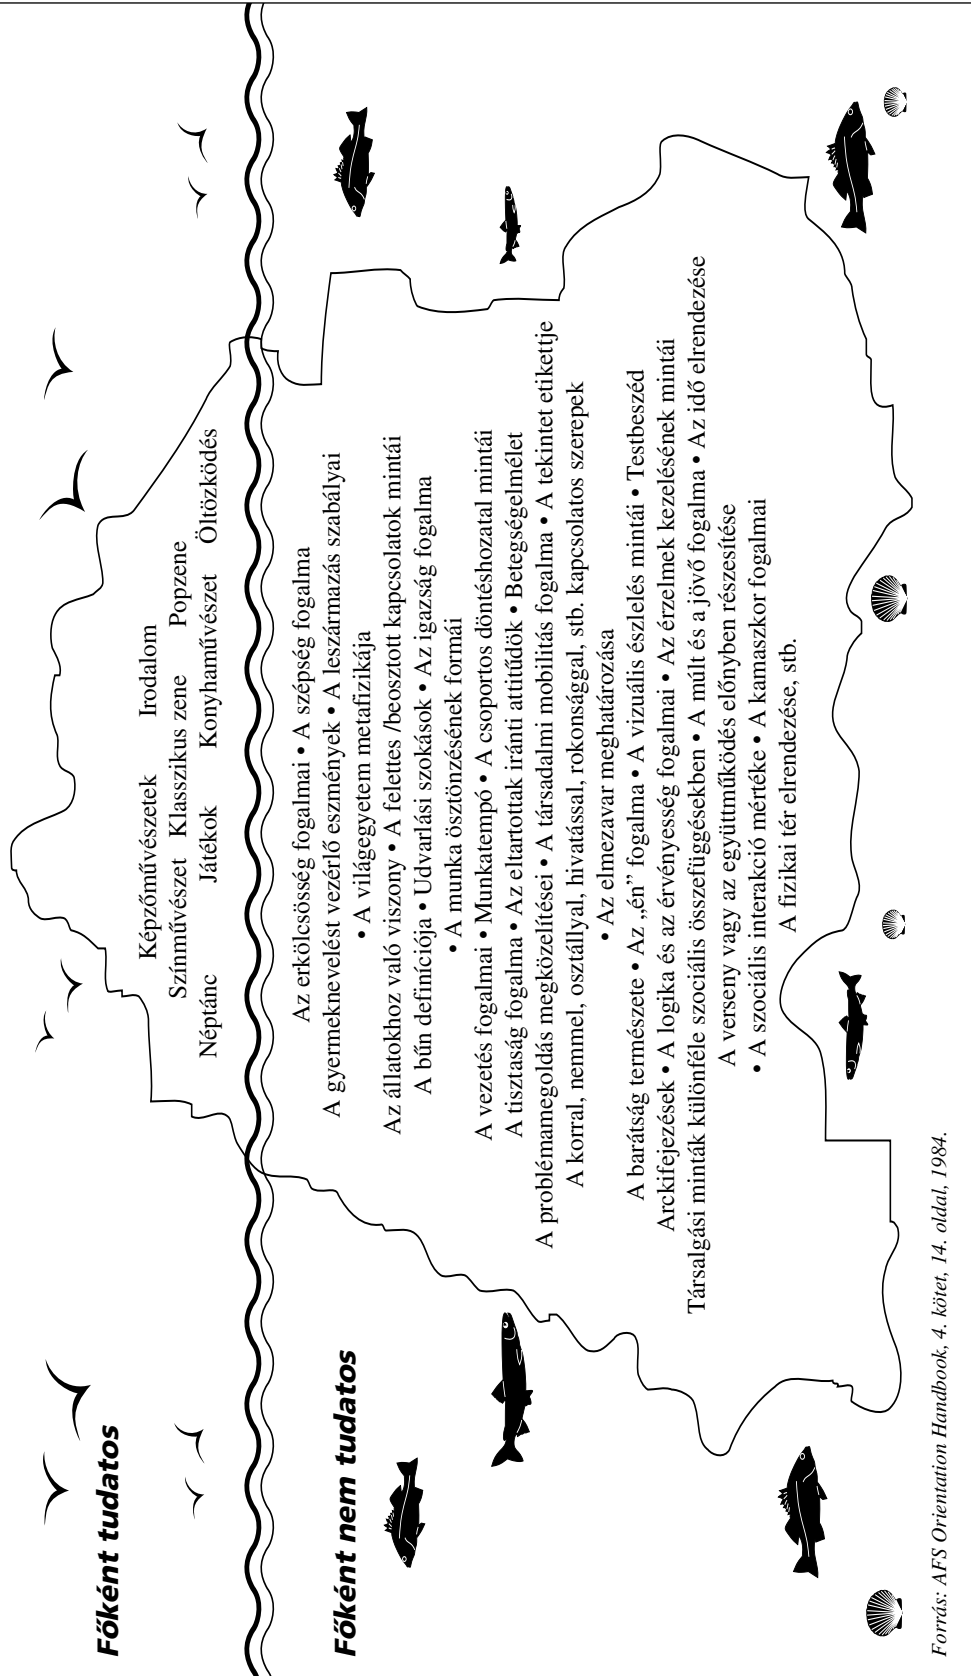 Főként tudatos
Képzőművészetek Irodalom
Színművészet Klasszikus zene Popzene
Néptánc Játékok Konyhaművészet Öltözködés
Főként nem tudatos
Az erkölcsösség fogalmai • A szépség fogalma
A gyermeknevelést vezérlő eszmények • A leszármazás szabályai
• A világegyetem metafizikája
Az állatokhoz való viszony • A felettes /beosztott kapcsolatok mintái
A bűn definíciója • Udvarlási szokások • Az igazság fogalma
• A munka ösztönzésének formái
A vezetés fogalmai • Munkatempó • A csoportos döntéshozatal mintái
A tisztaság fogalma • Az eltartottak iránti attitűdök • Betegségelmélet
A problémamegoldás megközelítései • A társadalmi mobilitás fogalma • A tekintet etikettje
A korral, nemmel, osztállyal, hivatással, rokonsággal, stb. kapcsolatos szerepek
• Az elmezavar meghatározása
A barátság természete • Az „én” fogalma • A vizuális észlelés mintái • Testbeszéd
Arckifejezések • A logika és az érvényesség fogalmai • Az érzelmek kezelésének mintái
Társalgási minták különféle szociális összefüggésekben • A múlt és a jövő fogalma • Az idő elrendezése
A verseny vagy az együttműködés előnyben részesítése
• A szociális interakció mértéke • A kamaszkor fogalmai
A fizikai tér elrendezése, stb.
Forrás: AFS Orientation Handbook, 4. kötet, 14. oldal, 1984.